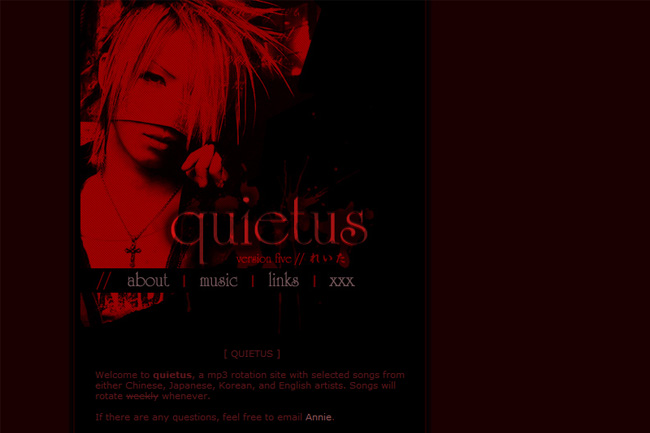 quietus
version five // れいた
// about | music | links | xxx
[ QUIETUS ]
Welcome to quietus, a mp3 rotation site with selected songs from
either Chinese, Japanese, Korean, and English artists. Songs will
rotate weekly whenever.
If there are any questions, feel free to email Annie.